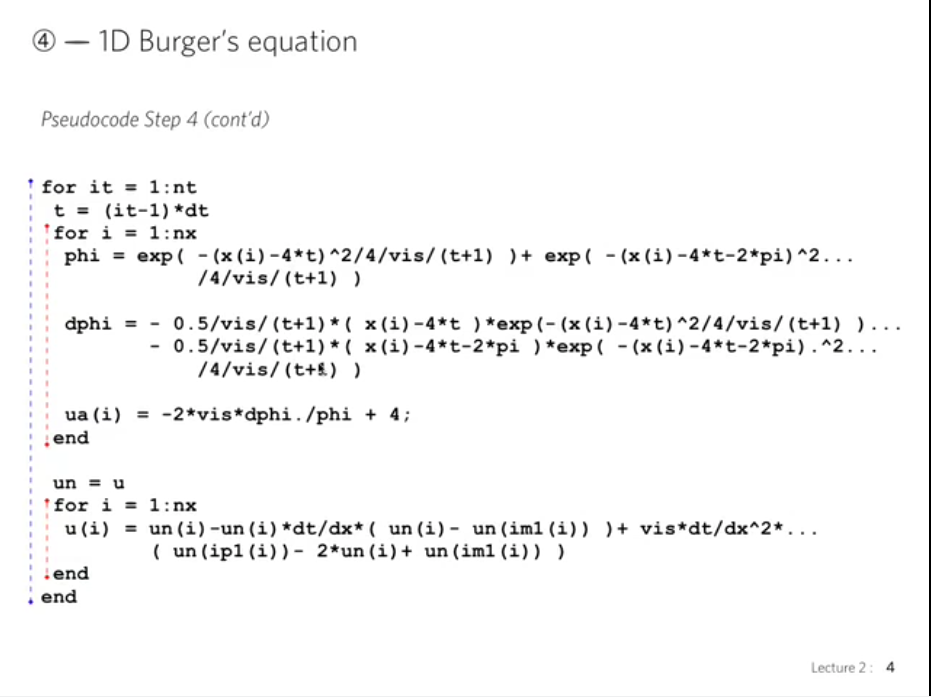 ④ — 1D Burger's equation
Pseudocode Step 4 (cont'd)
for it = 1:nt
t = (it-1)*dt
for i = 1:nx
phi = exp( -(x(i)-4*t)^2/4/vis/(t+1) )+ exp( -(x(i)-4*t-2*pi)^2...
/4/vis/(t+1) )
dphi = - 0.5/vis/(t+1)*( x(i)-4*t )*exp(-(x(i)-4*t)^2/4/vis/(t+1) )...
- 0.5/vis/(t+1)*( x(i)-4*t-2*pi )*exp( -(x(i)-4*t-2*pi).^2...
/4/vis/(t+1) )
ua(i) = -2*vis*dphi./phi + 4;
end
un = u
for i = 1:nx
u(i) = un(i)-un(i)*dt/dx*( un(i)- un(im1(i)) )+ vis*dt/dx^2*...
( un(ip1(i))- 2*un(i)+ un(im1(i)) )
end
end
Lecture 2 : 4